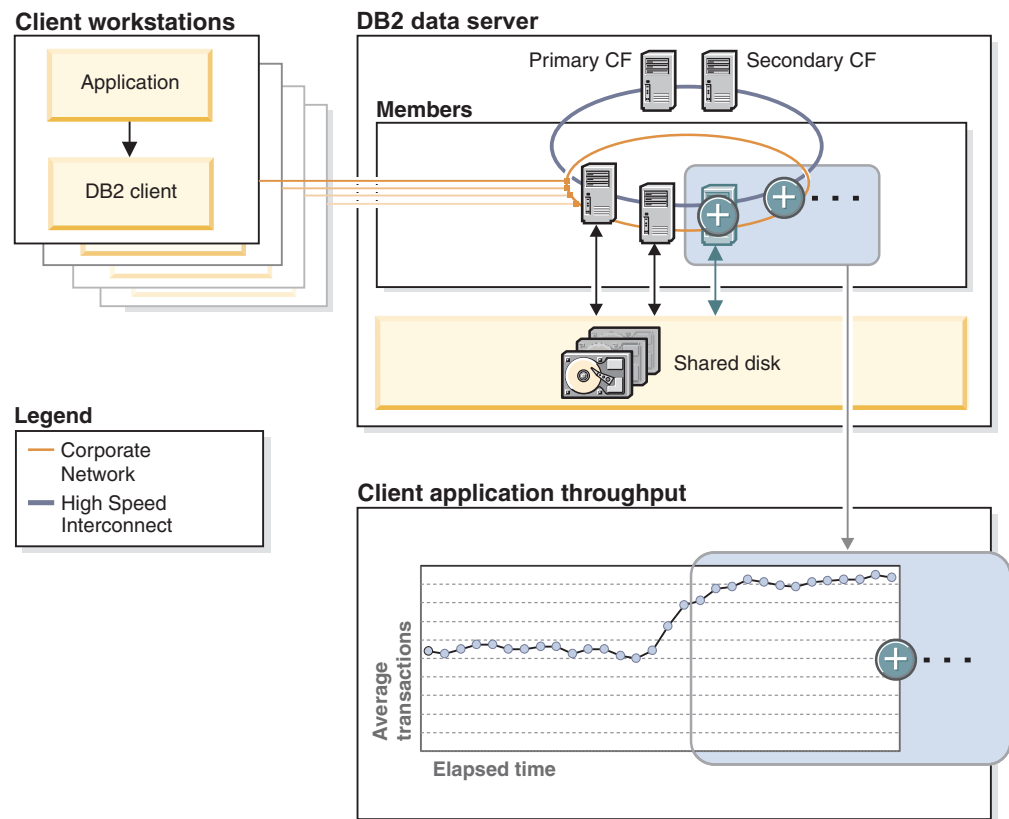 Client workstations
Application
DB2 client
DB2 data server
Primary CF
Secondary CF
Members
Shared disk
Legend
Corporate
Network
High Speed
Interconnect
Client application throughput
Average
transactions
Elapsed time